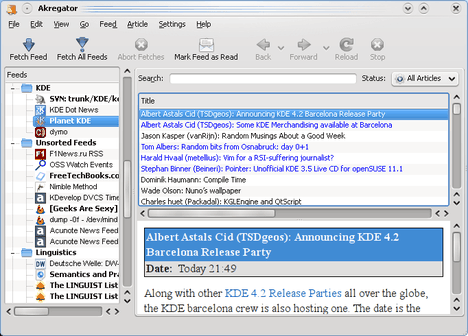 Akregator
File Edit View Go Feed Article Settings Help
Fetch Feed Fetch All Feeds Abort Fetches Mark Feed as Read Back Forward Reload Stop
Feeds
KDE
SVN: trunk/KDE/k
KDE Dot News
Planet KDE
dymo
Unsorted Feeds
F1News.ru RSS
OSS Watch Events
FreeTechBooks.co
Nimble Method
KDevelop DVCS Time
[Geeks Are Sexy]
dump -0f - /dev/mind
Acunote News Feed
Acunote News Feed
Linguistics
Deutsche Welle: DW-
Semantics and Pra
The LINGUIST List
The LINGUIST List
Search: Status: All Articles
Title
Albert Astals Cid (TSDgeos): Announcing KDE 4.2 Barcelona Release Party
Albert Astals Cid (TSDgeos): Some KDE Merchandising available at Barcelona
Jason Kasper (vanRijn): Random Musings About a Good Week
Tom Albers: Random bits from Osnabruck: day 0+1
Harald Hvaal (metellius): Vim for a RSI-suffering journalist?
Stephan Binner (Beineri): Pointer: Unofficial KDE 3.5 Live CD for openSUSE 11.1
Dominik Haumann: Compile Time
Wade Olson: Nuno's wallpaper
Charles Huet (Packadal): KGLEngine and QtScript
Albert Astals Cid (TSDgeos): Announcing KDE 4.2
Barcelona Release Party
Date: Today 21:49
Along with other KDE 4.2 Release Parties all over the globe,
the KDE barcelona crew is also hosting one. The date is the